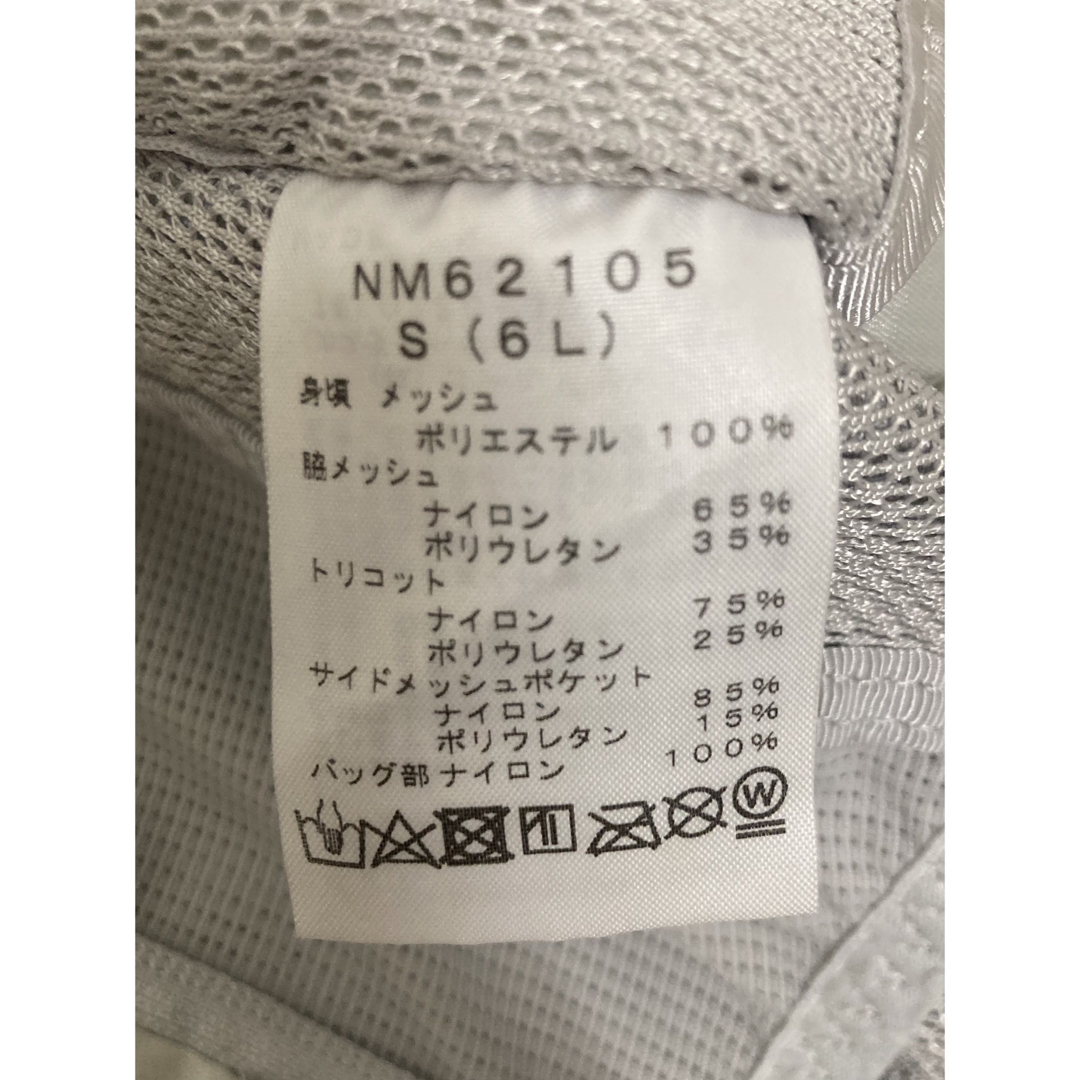 NM62105
S(6L)
身頃 メッシュ
ポリエステル 100%
脇メッシュ
ナイロン 65%
ポリウレタン 35%
トリコット
ナイロン 75%
ポリウレタン 25%
サイドメッシュポケット
ナイロン 85%
ポリウレタン 15%
バッグ部 ナイロン 100%
W